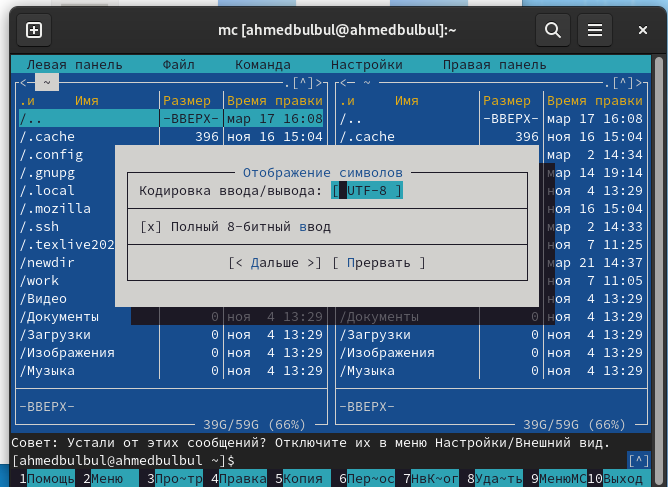 mc [ahmedbulbul@ahmedbulbul]:~
Левая панель Файл Команда Настройки Правая панель
<─ ~ .[^]> <─ ~ .[^]>
.и Имя Размер Время правки .и Имя Размер Время правки
/.. -ВВЕРХ- мар 17 16:08 /.. -ВВЕРХ- мар 17 16:08
/.cache 396 ноя 16 15:04 /.cache 396 ноя 16 15:04
/.config мар 2 14:34
/.gnupg Отображение символов мар 14 19:14
/.local Кодировка ввода/вывода: [ UTF-8 ] ноя 4 13:29
/.mozilla ноя 16 15:04
/.ssh [x] Полный 8-битный ввод мар 2 14:33
/.texlive202 ноя 7 11:25
/newdir [< Дальше >] [ Прервать ] мар 21 14:37
/work ноя 7 11:05
/Видео ноя 4 13:29
/Документы 0 ноя 4 13:29 /Документы 0 ноя 4 13:29
/Загрузки 0 ноя 4 13:29 /Загрузки 0 ноя 4 13:29
/Изображения 0 ноя 4 13:29 /Изображения 0 ноя 4 13:29
/Музыка 0 ноя 4 13:29 /Музыка 0 ноя 4 13:29
-ВВЕРХ- -ВВЕРХ-
39G/59G (66%) 39G/59G (66%)
Совет: Устали от этих сообщений? Отключите их в меню Настройки/Внешний вид.
[ahmedbulbul@ahmedbulbul ~]$ [^]
1Помощь 2Меню 3Про~тр 4Правка 5Копия 6Пер~ос 7НвК~ог 8Уда~ть 9МенюМС 10Выход